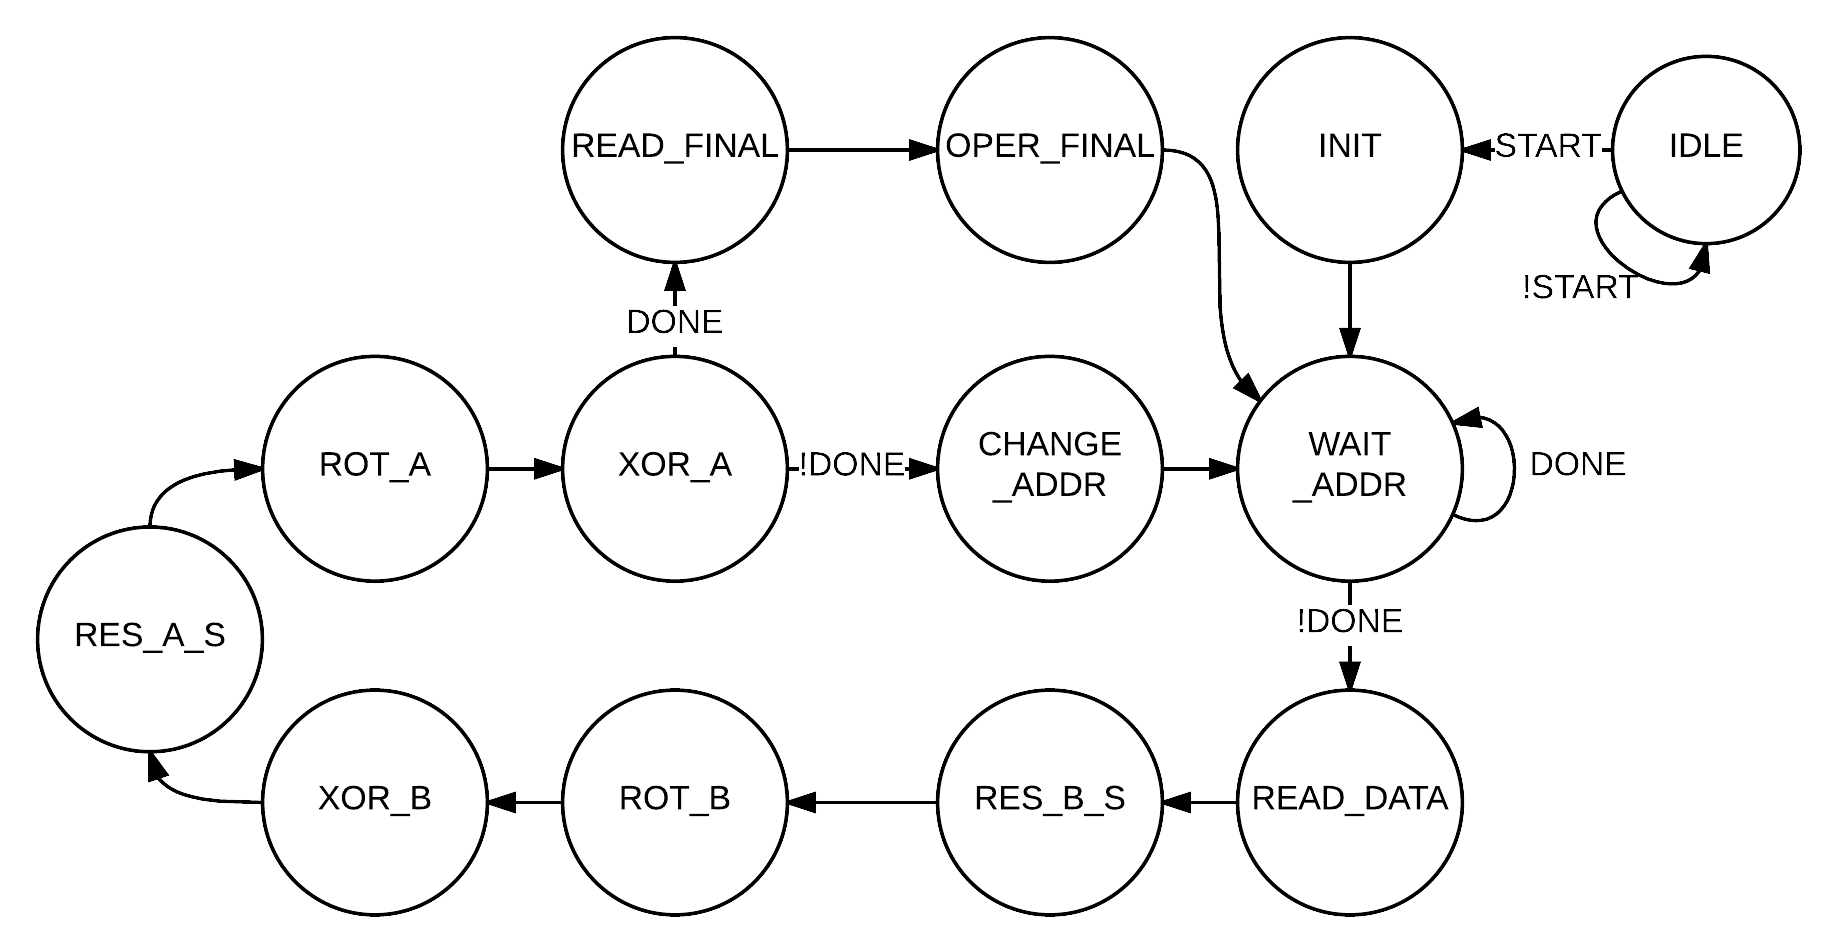 READ_FINAL
OPER_FINAL
INIT
START
IDLE
!START
DONE
ROT_A
XOR_A
!DONE
CHANGE
_ADDR
WAIT
_ADDR
DONE
!DONE
RES_A_S
XOR_B
ROT_B
RES_B_S
READ_DATA